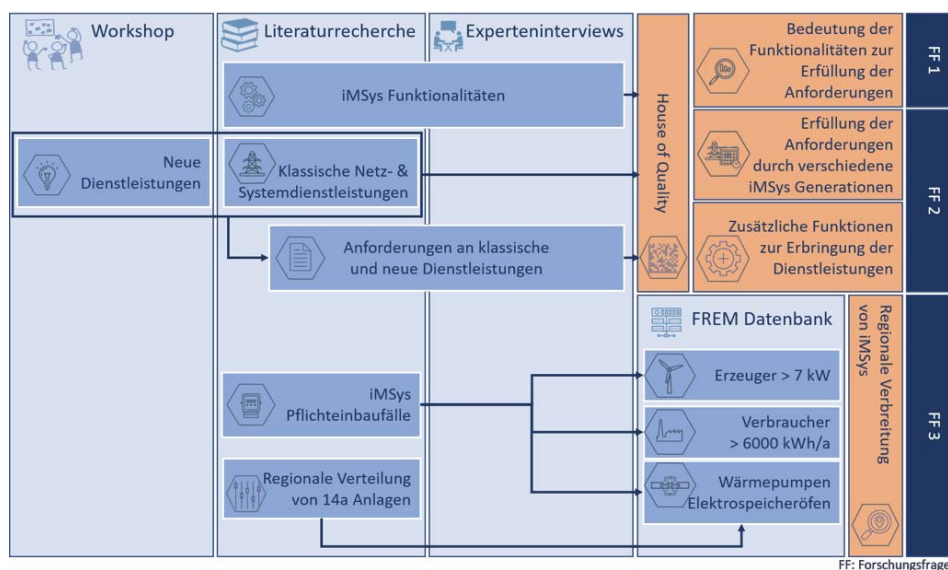 Workshop
Literaturrecherche
Experteninterviews
iMSys Funktionalitäten
Neue
Dienstleistungen
Klassische Netz- &
Systemdienstleistungen
Anforderungen an klassische
und neue Dienstleistungen
House of Quality
Bedeutung der
Funktionalitäten zur
Erfüllung der
Anforderungen
FF 1
Erfüllung der
Anforderungen
durch verschiedene
iMSys Generationen
Zusätzliche Funktionen
zur Erbringung der
Dienstleistungen
FF 2
iMSys
Pflichteinbaufälle
Regionale Verteilung
von 14a Anlagen
FREM Datenbank
Erzeuger > 7 kW
Verbraucher
> 6000 kWh/a
Wärmepumpen
Elektrospeicheröfen
Regionale Verbreitung
von iMSys
FF 3
FF: Forschungsfrage